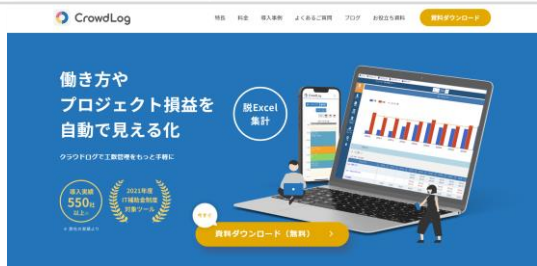 CrowdLog
特長 料金 導入事例 よくあるご質問 ブログ お役立ち資料 資料ダウンロード
働き方や
プロジェクト損益を
自動で見える化
脱Excel
集計
クラウドログで工数管理をもっと手軽に
導入実績
550社
以上※
2021年度
IT補助金制度
対象ツール
今すぐ
資料ダウンロード（無料）